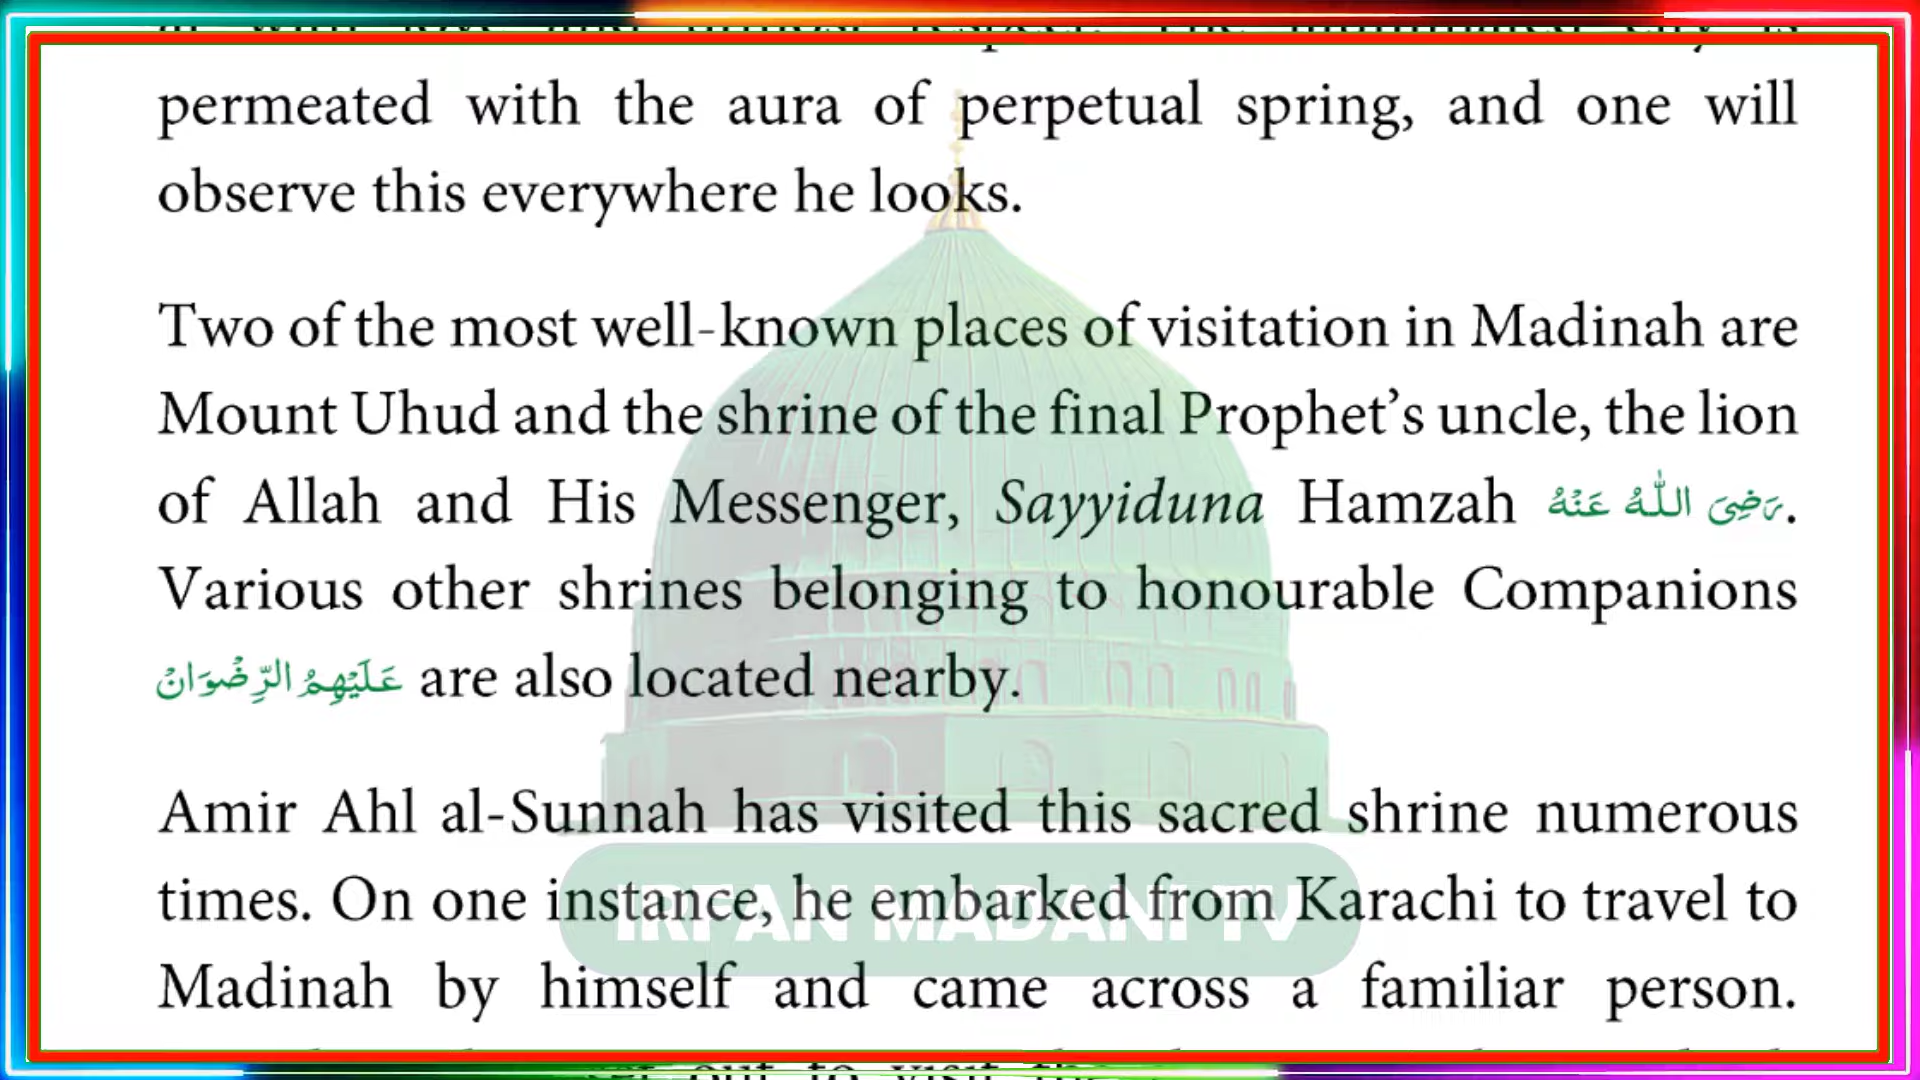 permeated with the aura of perpetual spring, and one will
observe this everywhere he looks.
Two of the most well-known places of visitation in Madinah are
Mount Uhud and the shrine of the final Prophet’s uncle, the lion
of Allah and His Messenger, Sayyiduna Hamzah رَضِیَ اللّٰهُ عَنْهُ.
Various other shrines belonging to honourable Companions
عَلَيْهِمُ الرِّضْوَانْ are also located nearby.
Amir Ahl al-Sunnah has visited this sacred shrine numerous
times. On one instance, he embarked from Karachi to travel to
IRFAN MADANI TV
Madinah by himself and came across a familiar person.
out to visit the